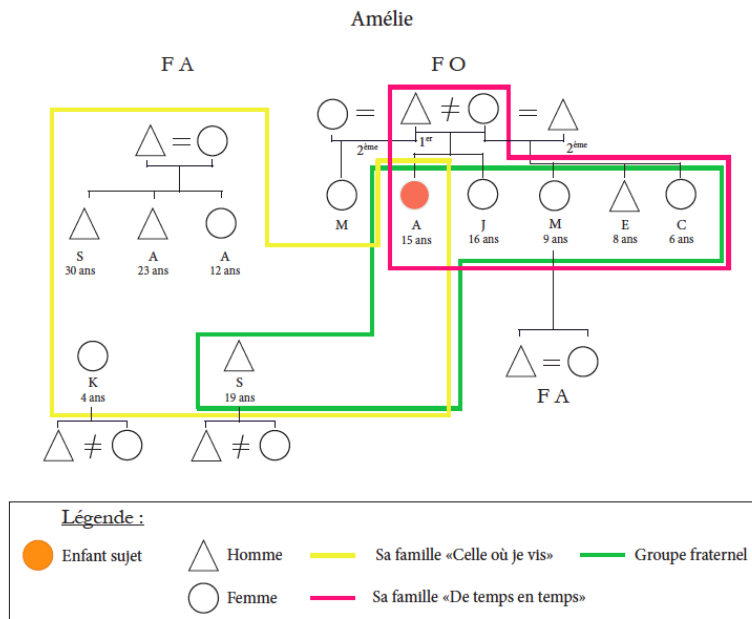 Amélie
F A
F O
= ≠ =
=
2ème 1er 2ème
M A J M E C
15 ans 16 ans 9 ans 8 ans 6 ans
S A A
30 ans 23 ans 12 ans
K S
4 ans 19 ans
=
F A
≠ ≠
Légende :
Enfant sujet Homme Sa famille «Celle où je vis» Groupe fraternel
Femme Sa famille «De temps en temps»